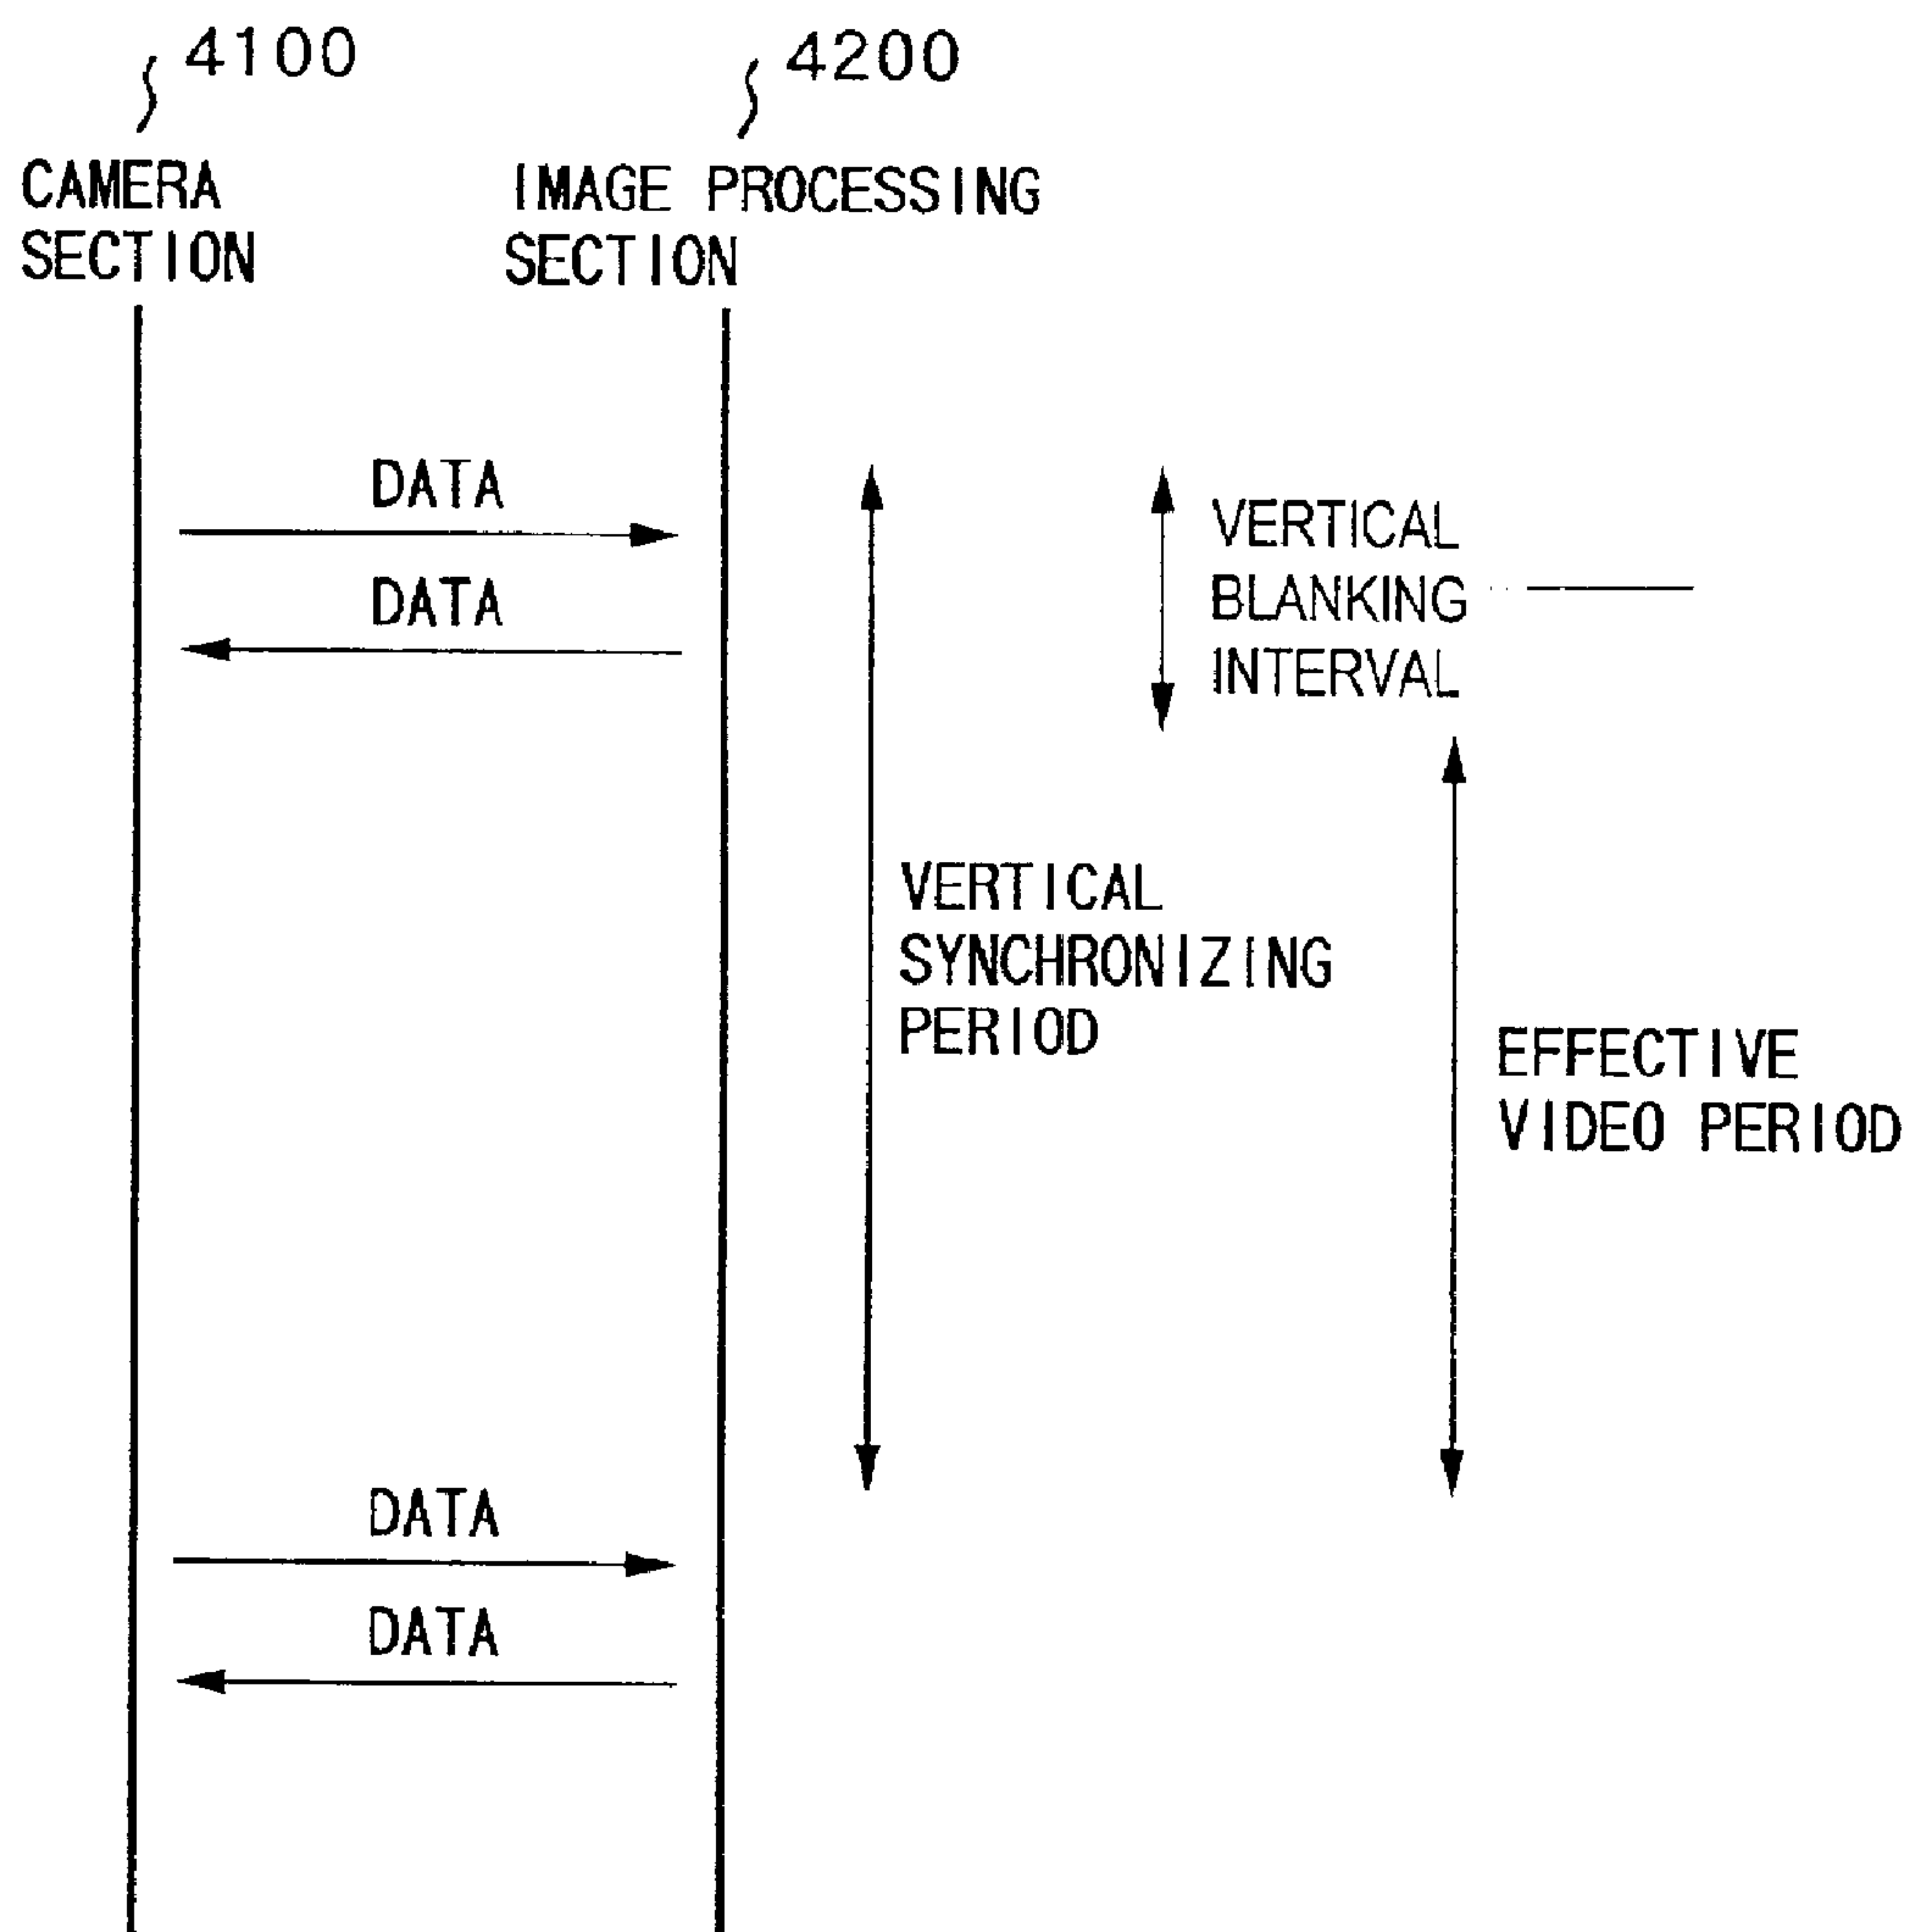 4100
4200
CAMERA
SECTION
IMAGE PROCESSING
SECTION
DATA
DATA
VERTICAL
BLANKING
INTERVAL
VERTICAL
SYNCHRONIZING
PERIOD
EFFECTIVE
VIDEO PERIOD
DATA
DATA